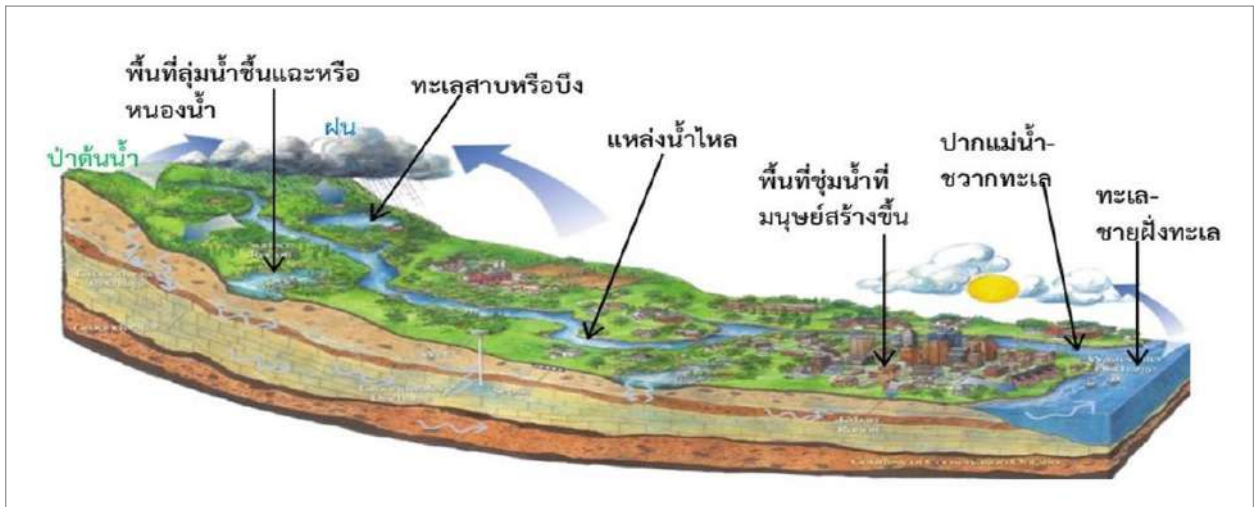 พื้นที่ลุ่มน้ำชื้นแฉะหรือ
หนองน้ำ
ทะเลสาบหรือบึง
ฝน
ป่าต้นน้ำ
แหล่งน้ำไหล
พื้นที่ชุ่มน้ำที่
มนุษย์สร้างขึ้น
ปากแม่น้ำ-
ชวากทะเล
ทะเล-
ชายฝั่งทะเล